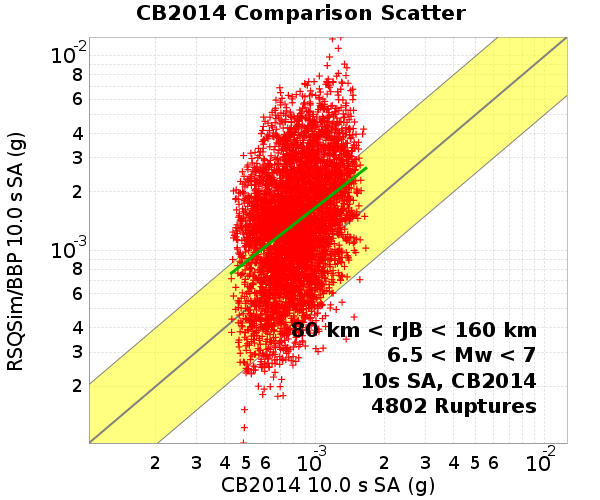 CB2014 Comparison Scatter
RSQSim/BBP 10.0 s SA (g)
10-2
8
6
4
3
2
10-3
8
6
4
3
2
80 km < rJB < 160 km
6.5 < Mw < 7
10s SA, CB2014
4802 Ruptures
2 3 4 5 6 10-3 2 3 4 5 6 10-2
CB2014 10.0 s SA (g)